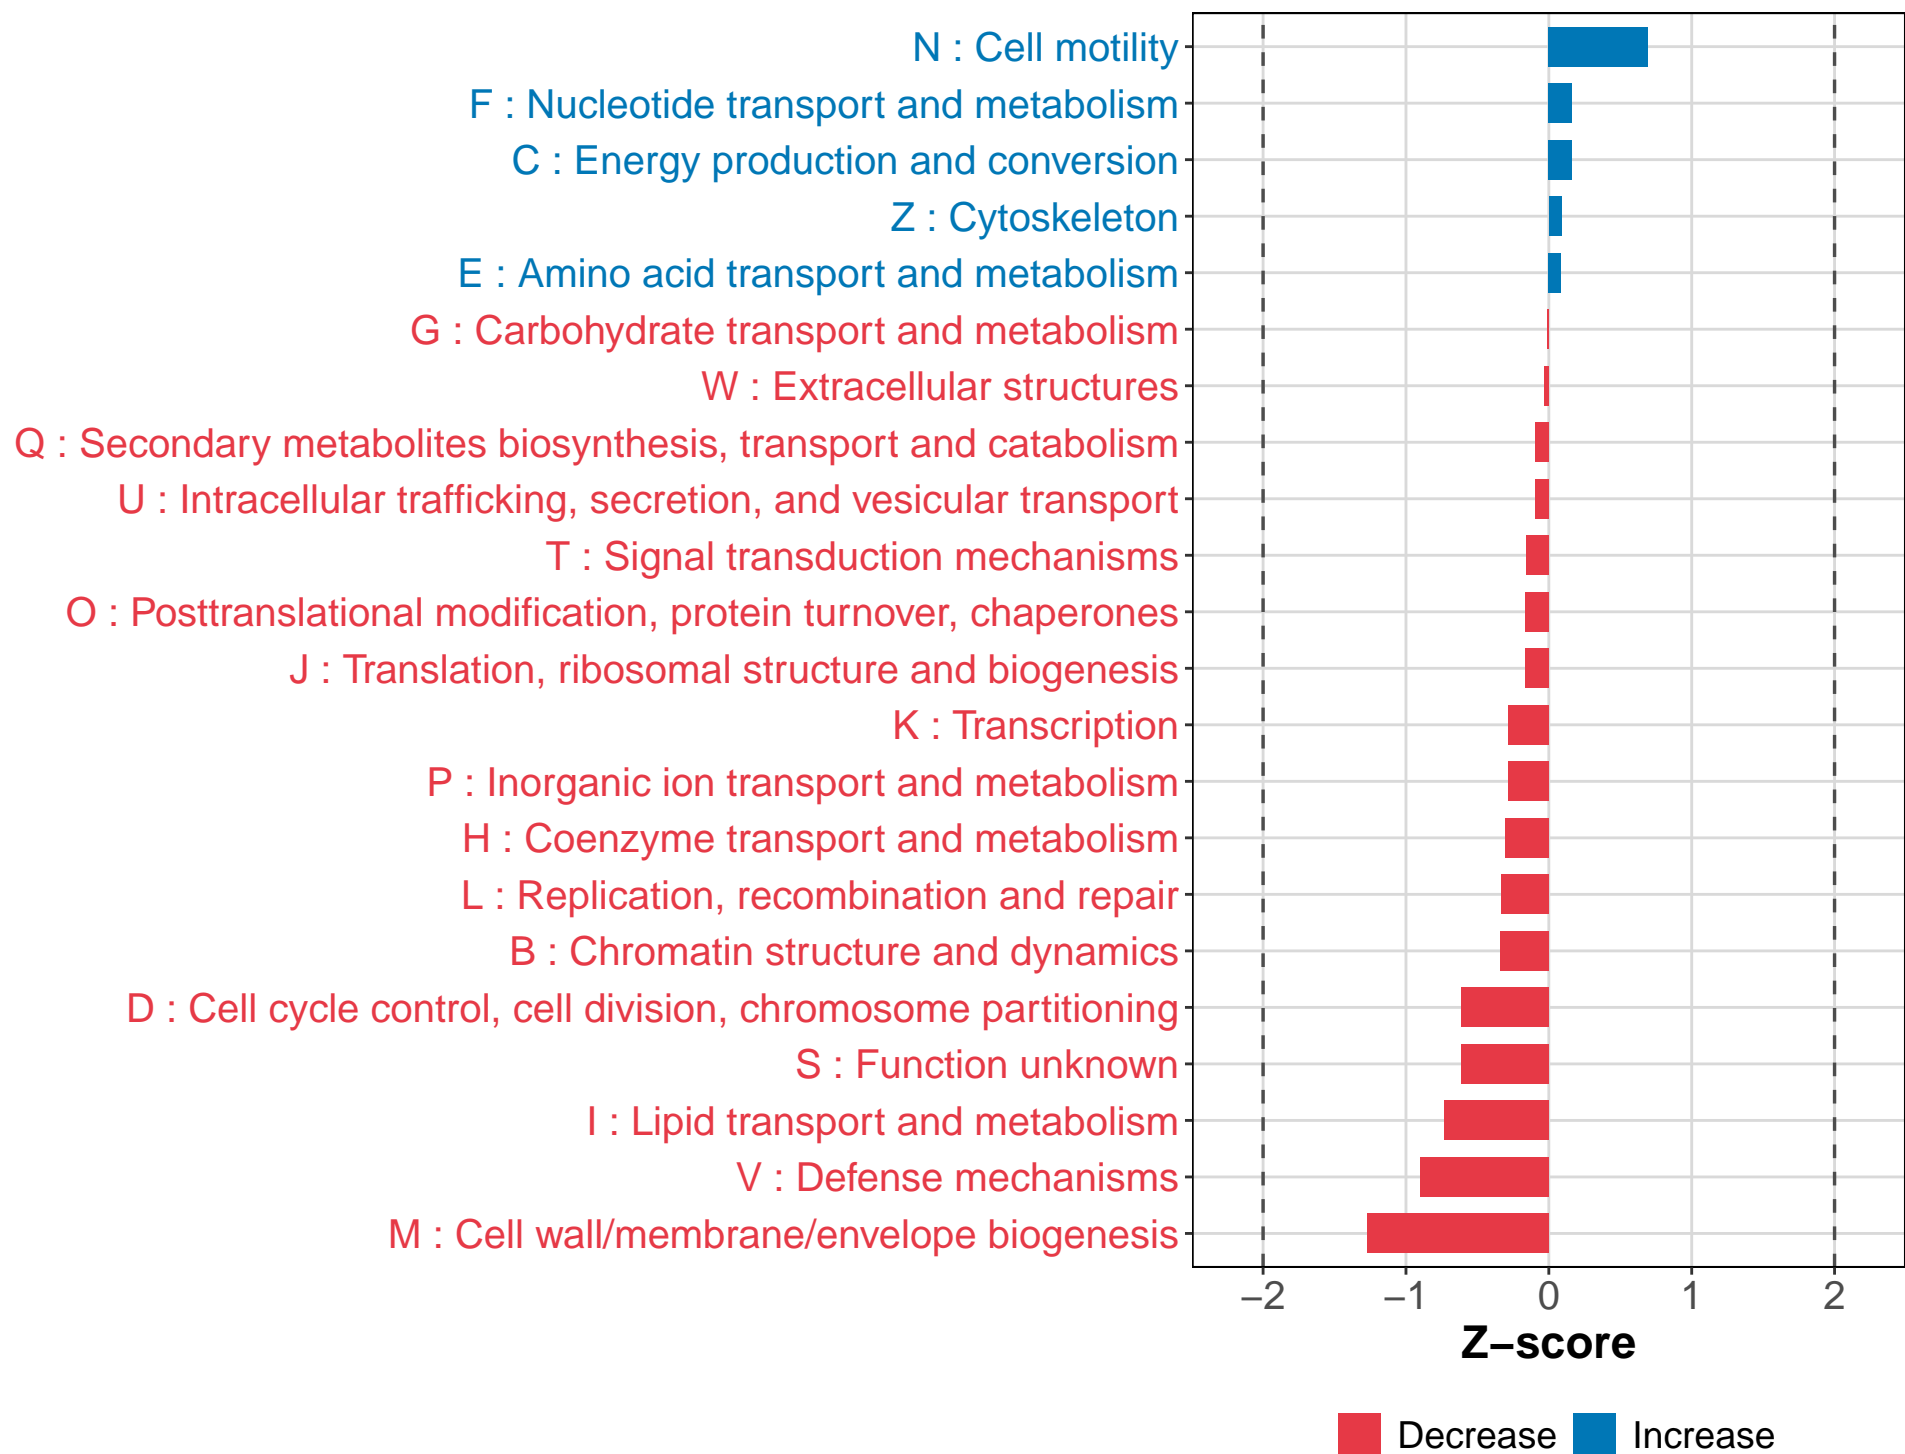 N : Cell motility
F : Nucleotide transport and metabolism
C : Energy production and conversion
Z : Cytoskeleton
E : Amino acid transport and metabolism
G : Carbohydrate transport and metabolism
W : Extracellular structures
Q : Secondary metabolites biosynthesis, transport and catabolism
U : Intracellular trafficking, secretion, and vesicular transport
T : Signal transduction mechanisms
O : Posttranslational modification, protein turnover, chaperones
J : Translation, ribosomal structure and biogenesis
K : Transcription
P : Inorganic ion transport and metabolism
H : Coenzyme transport and metabolism
L : Replication, recombination and repair
B : Chromatin structure and dynamics
D : Cell cycle control, cell division, chromosome partitioning
S : Function unknown
I : Lipid transport and metabolism
V : Defense mechanisms
M : Cell wall/membrane/envelope biogenesis
−2 −1 0 1 2
Z−score
Decrease Increase